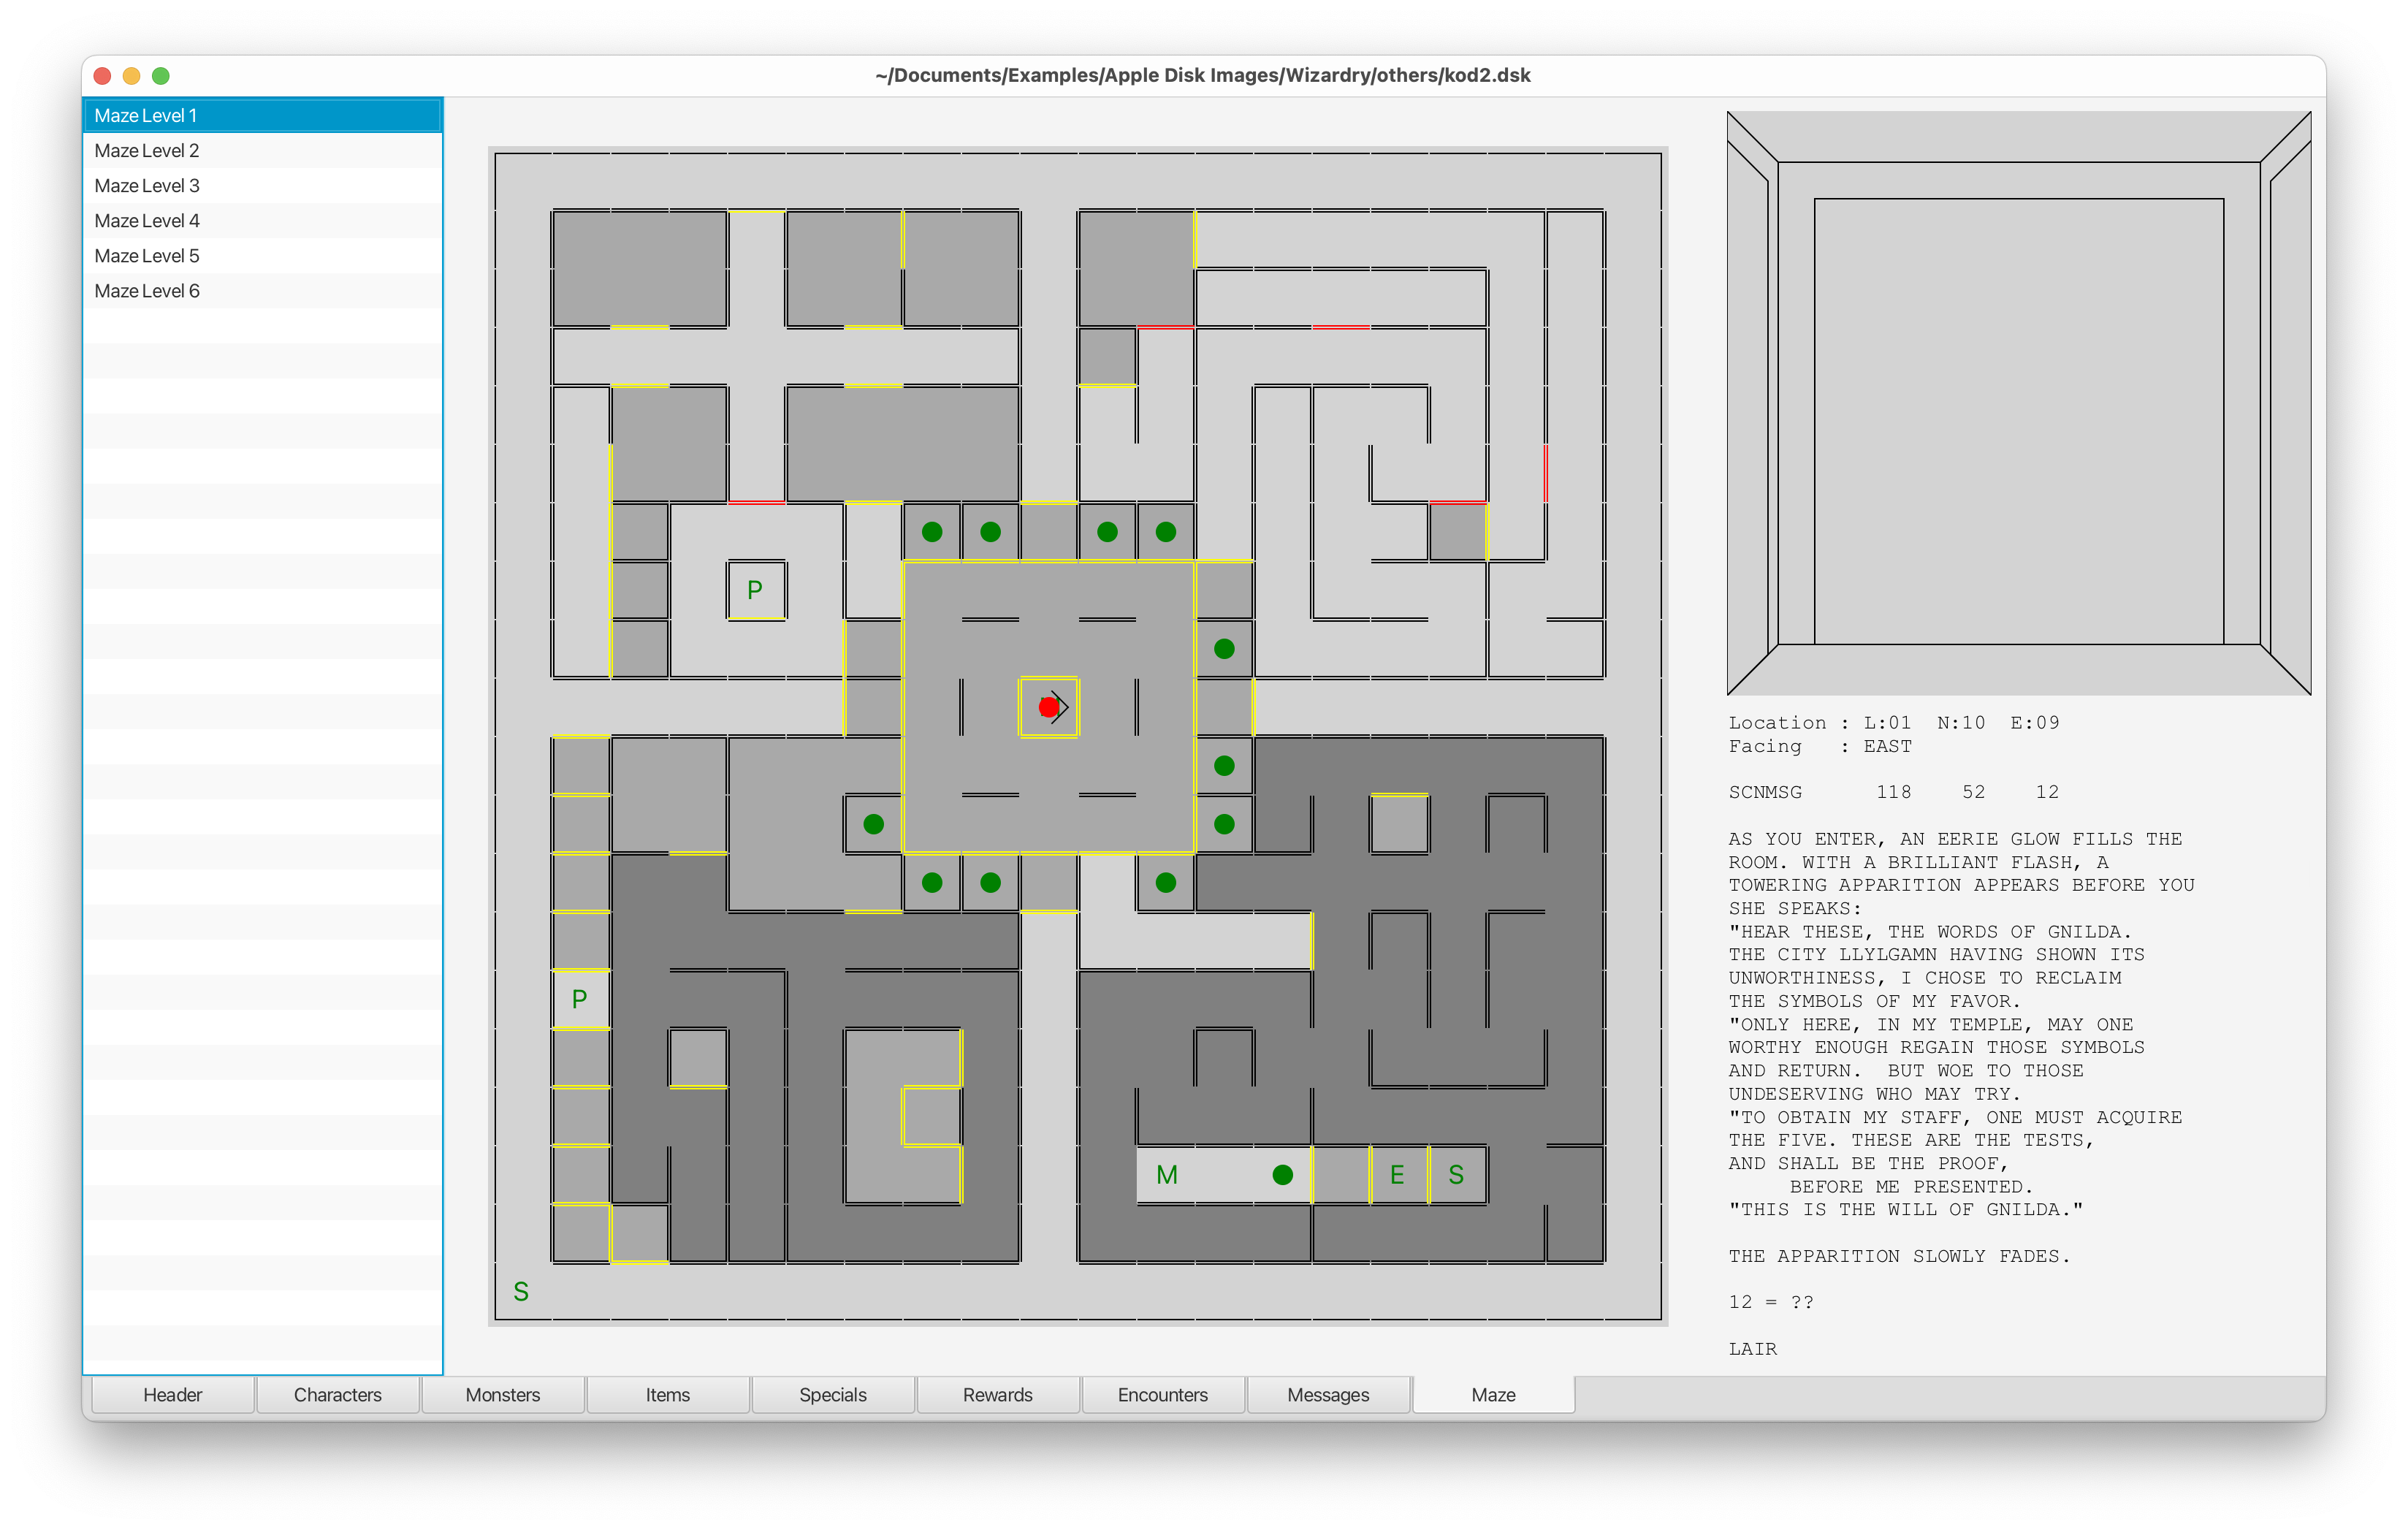 ~/Documents/Examples/Apple Disk Images/Wizardry/others/kod2.dsk
Maze Level 1
Maze Level 2
Maze Level 3
Maze Level 4
Maze Level 5
Maze Level 6
P
P
M
E
S
S
Location : L:01  N:10  E:09
Facing   : EAST
SCNMSG      118    52    12
AS YOU ENTER, AN EERIE GLOW FILLS THE
ROOM. WITH A BRILLIANT FLASH, A
TOWERING APPARITION APPEARS BEFORE YOU
SHE SPEAKS:
"HEAR THESE, THE WORDS OF GNILDA.
THE CITY LLYLGAMN HAVING SHOWN ITS
UNWORTHINESS, I CHOSE TO RECLAIM
THE SYMBOLS OF MY FAVOR.
"ONLY HERE, IN MY TEMPLE, MAY ONE
WORTHY ENOUGH REGAIN THOSE SYMBOLS
AND RETURN.  BUT WOE TO THOSE
UNDESERVING WHO MAY TRY.
"TO OBTAIN MY STAFF, ONE MUST ACQUIRE
THE FIVE. THESE ARE THE TESTS,
AND SHALL BE THE PROOF,
     BEFORE ME PRESENTED.
"THIS IS THE WILL OF GNILDA."
THE APPARITION SLOWLY FADES.
12 = ??
LAIR
Header
Characters
Monsters
Items
Specials
Rewards
Encounters
Messages
Maze